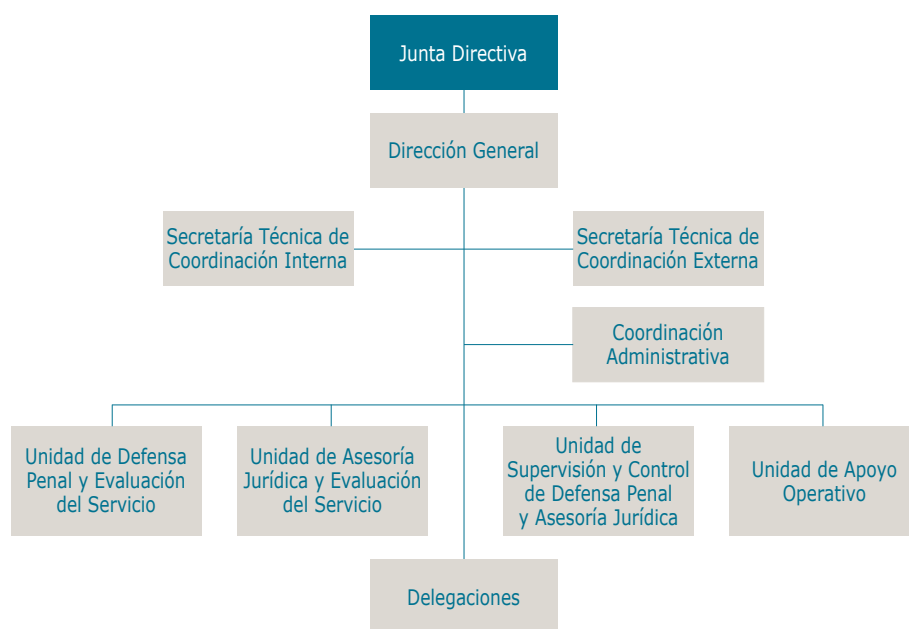 Junta Directiva
Dirección General
Secretaría Técnica de
Coordinación Interna
Secretaría Técnica de
Coordinación Externa
Coordinación
Administrativa
Unidad de Defensa
Penal y Evaluación
del Servicio
Unidad de Asesoría
Jurídica y Evaluación
del Servicio
Unidad de
Supervisión y Control
de Defensa Penal
y Asesoría Jurídica
Unidad de Apoyo
Operativo
Delegaciones